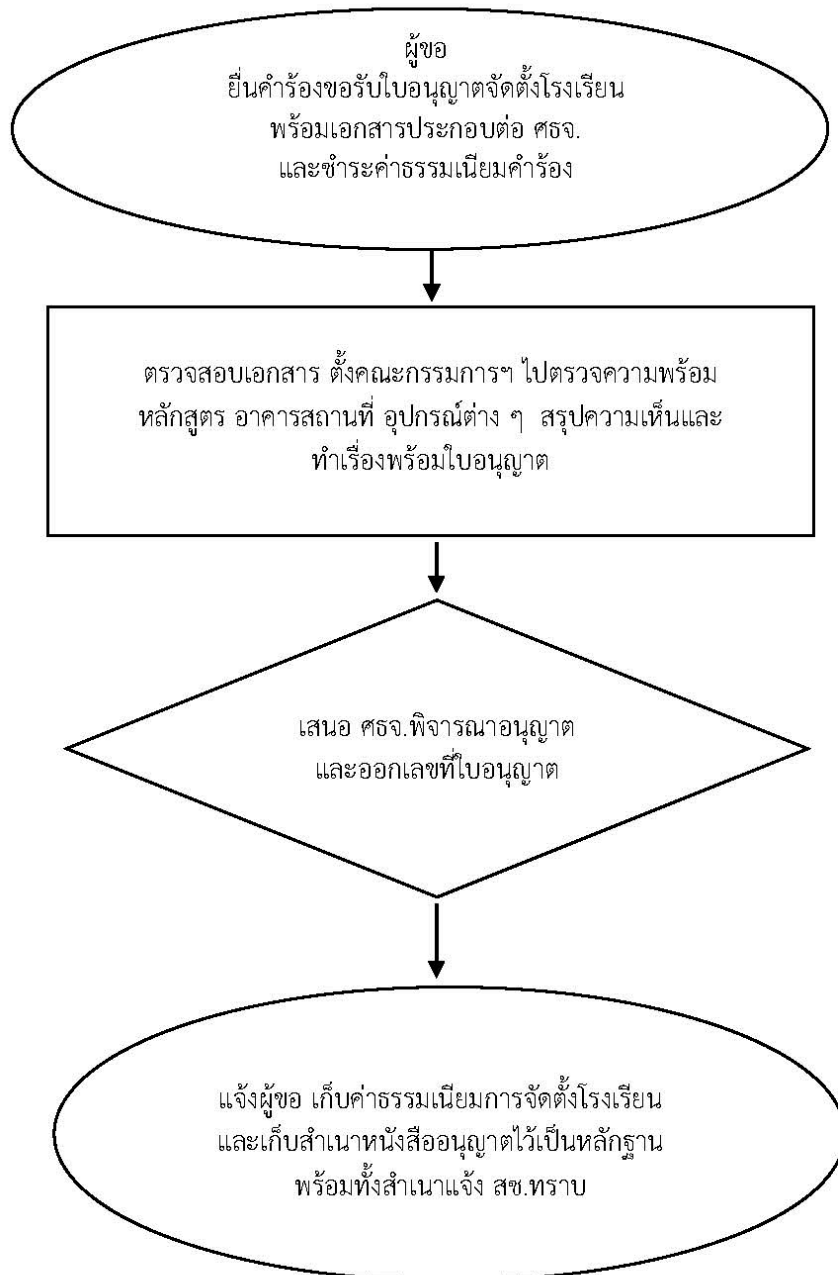 ผู้ขอ
ยื่นคำร้องขอรับใบอนุญาตจัดตั้งโรงเรียน
พร้อมเอกสารประกอบต่อ ศธจ.
และชำระค่าธรรมเนียมคำร้อง
ตรวจสอบเอกสาร ตั้งคณะกรรมการฯ ไปตรวจความพร้อม
หลักสูตร อาคารสถานที่ อุปกรณ์ต่าง ๆ สรุปความเห็นและ
ทำเรื่องพร้อมใบอนุญาต
เสนอ ศธจ.พิจารณาอนุญาต
และออกเลขที่ใบอนุญาต
แจ้งผู้ขอ เก็บค่าธรรมเนียมการจัดตั้งโรงเรียน
และเก็บสำเนาหนังสืออนุญาตไว้เป็นหลักฐาน
พร้อมทั้งสำเนาแจ้ง สช.ทราบ